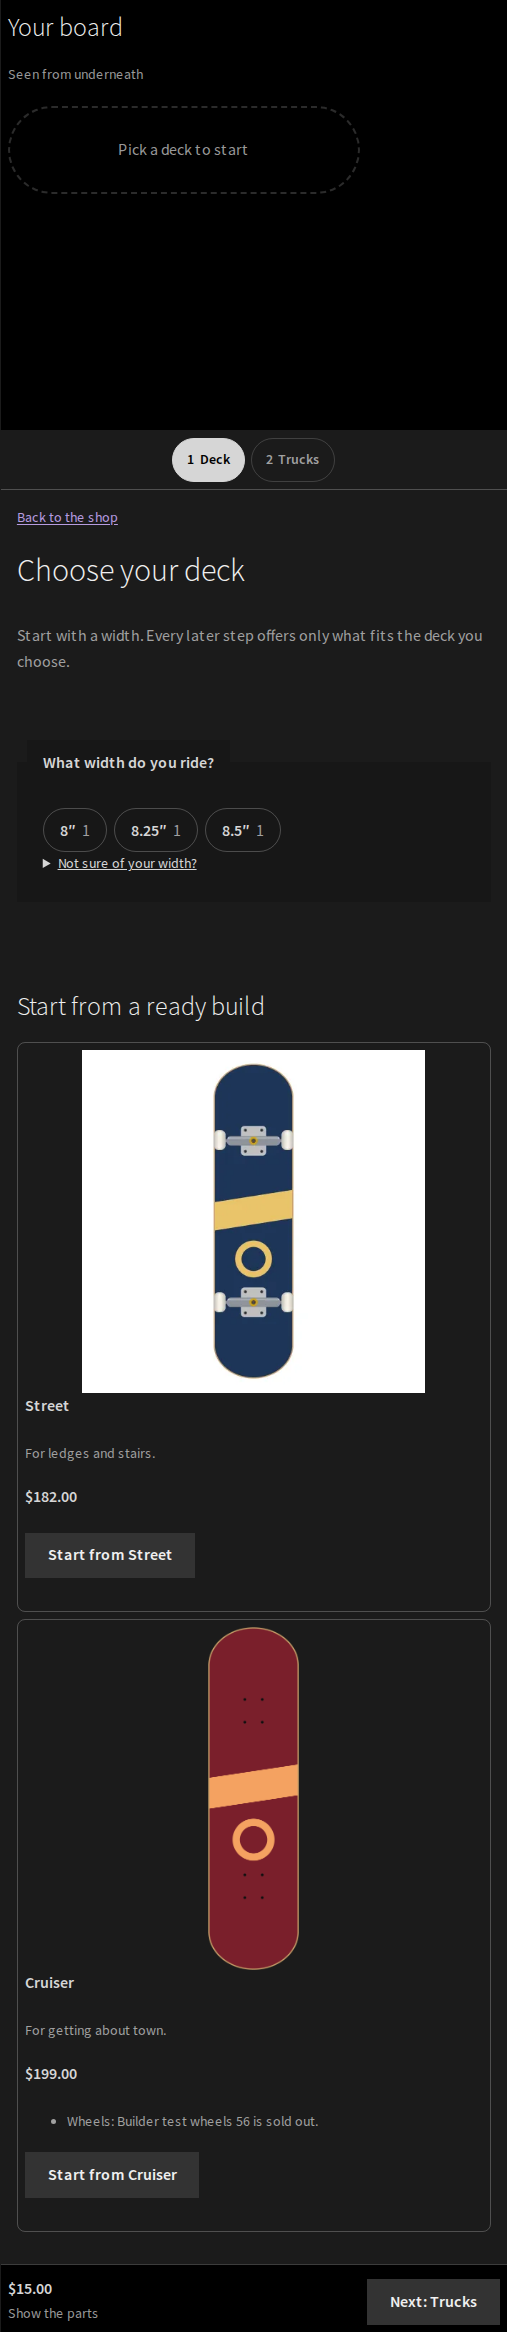 Your board
Seen from underneath
Pick a deck to start
1 Deck
2 Trucks
Back to the shop
Choose your deck
Start with a width. Every later step offers only what fits the deck you
choose.
What width do you ride?
8″ 1
8.25″ 1
8.5″ 1
Not sure of your width?
Start from a ready build
Street
For ledges and stairs.
$182.00
Start from Street
Cruiser
For getting about town.
$199.00
Wheels: Builder test wheels 56 is sold out.
Start from Cruiser
$15.00
Show the parts
Next: Trucks